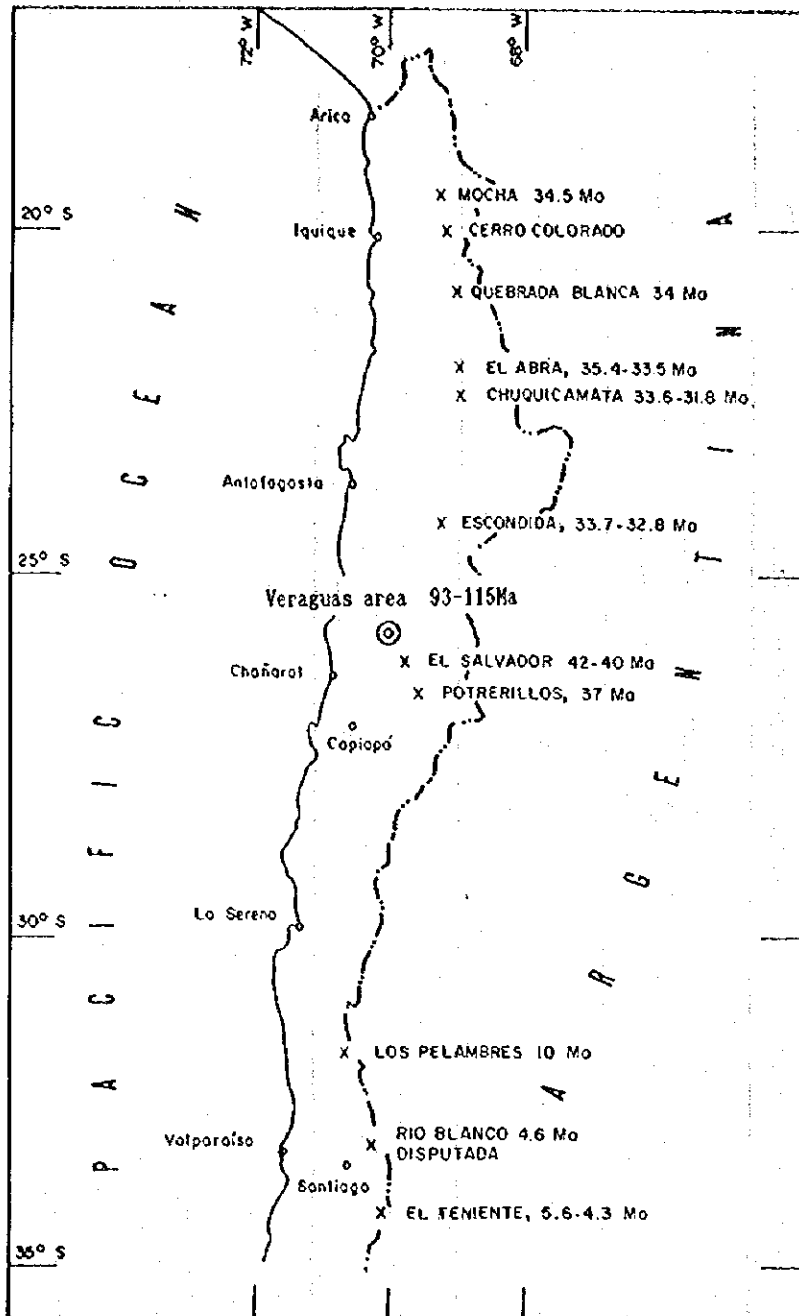 72° W
70° W
68° W
Arica
X MOCHA 34.5 Ma
20° S
Iquique
X CERRO COLORADO
X QUEBRADA BLANCA 34 Ma
X EL ABRA, 35.4-33.5 Ma
X CHUQUICAMATA 33.6-31.8 Ma
Antofagasta
X ESCONDIDA, 33.7-32.8 Ma
25° S
Veraguas area 93-115Ma
X EL SALVADOR 42-40 Ma
Chañaral
X POTRERILLOS, 37 Ma
Copiapó
La Serena
30° S
X LOS PELAMBRES 10 Ma
Valparaíso
X RIO BLANCO 4.6 Ma
DISPUTADA
Santiago
X EL TENIENTE, 5.6-4.3 Ma
35° S
PACIFIC OCEAN
ARGENTINA